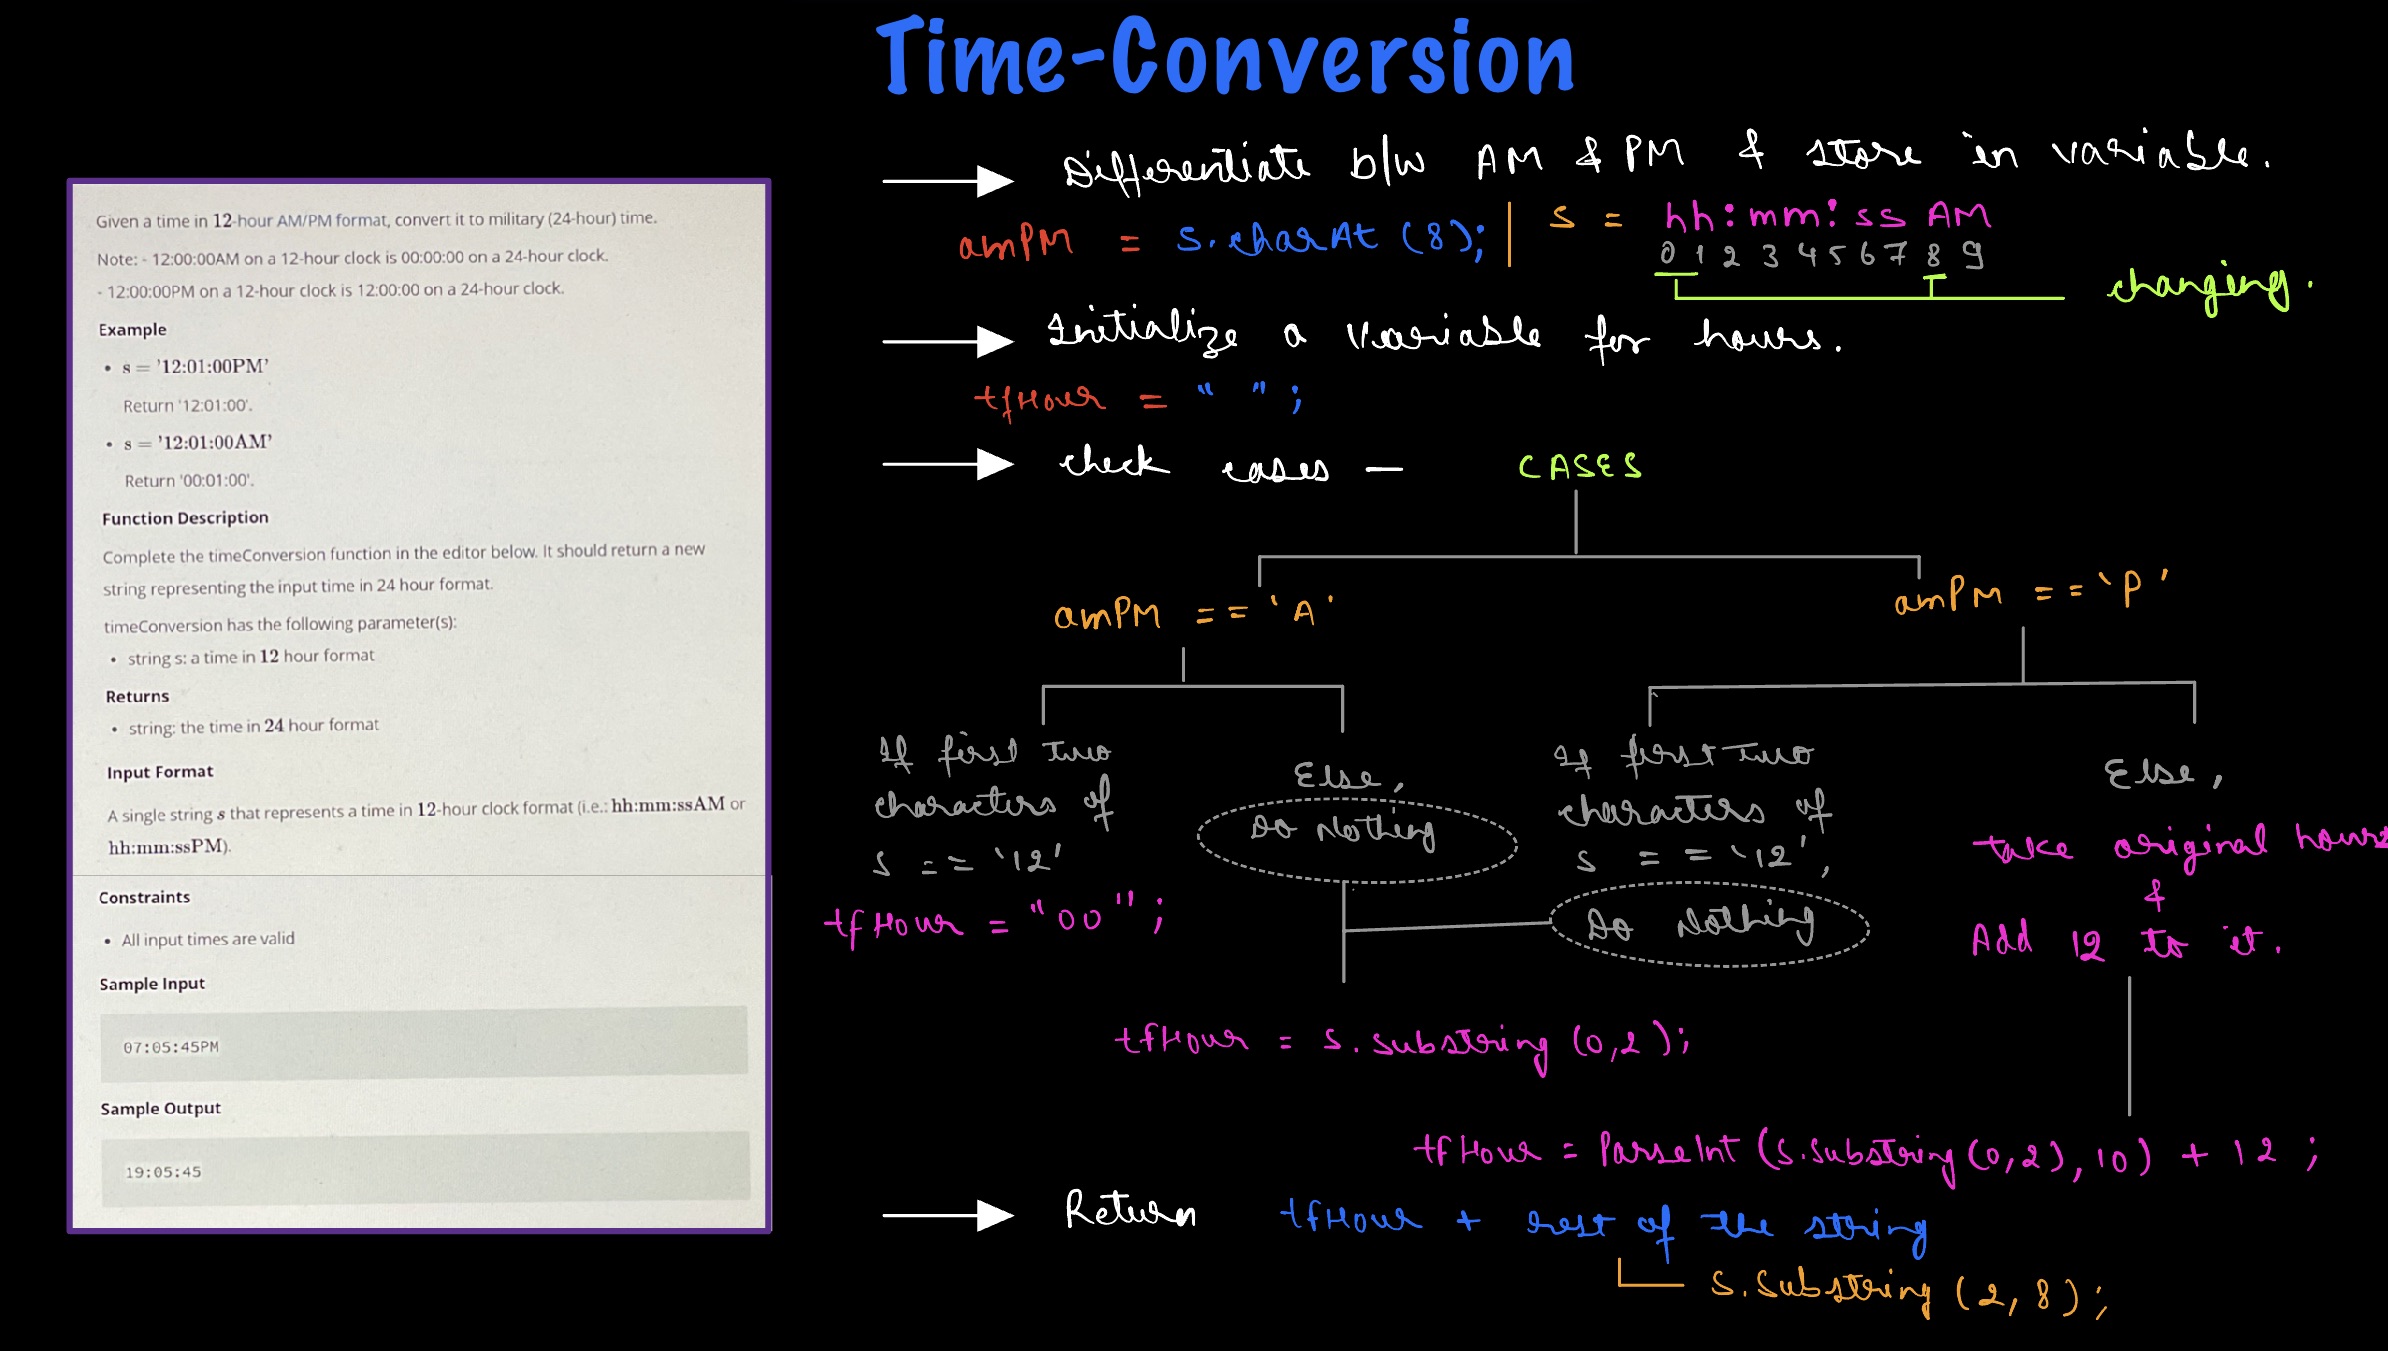 Time-Conversion
Given a time in 12-hour AM/PM format, convert it to military (24-hour) time.
Note: - 12:00:00AM on a 12-hour clock is 00:00:00 on a 24-hour clock.
- 12:00:00PM on a 12-hour clock is 12:00:00 on a 24-hour clock.
Example
• s = '12:01:00PM'
Return '12:01:00'.
• s = '12:01:00AM'
Return '00:01:00'.
Function Description
Complete the timeConversion function in the editor below. It should return a new
string representing the input time in 24 hour format.
timeConversion has the following parameter(s):
• string s: a time in 12 hour format
Returns
• string: the time in 24 hour format
Input Format
A single string s that represents a time in 12-hour clock format (i.e.: hh:mm:ssAM or
hh:mm:ssPM).
Constraints
• All input times are valid
Sample Input
07:05:45PM
Sample Output
19:05:45
Differentiate b/w AM & PM & store in variable.
amPM = s.charAt(8); | s = hh:mm:ss AM
0 1 2 3 4 5 6 7 8 9
changing.
Initialize a variable for hours.
tfHour = " ";
check cases — CASES
amPM == 'A'
amPM == 'P'
If first two
characters of
s == '12'
tfHour = "00";
Else,
Do Nothing
If first two
characters of
s == '12',
Do Nothing
Else,
take original hours
&
Add 12 to it.
tfHour = s.substring(0,2);
tfHour = ParseInt(s.substring(0,2),10) + 12;
Return tfHour + rest of the string
s.substring(2,8);